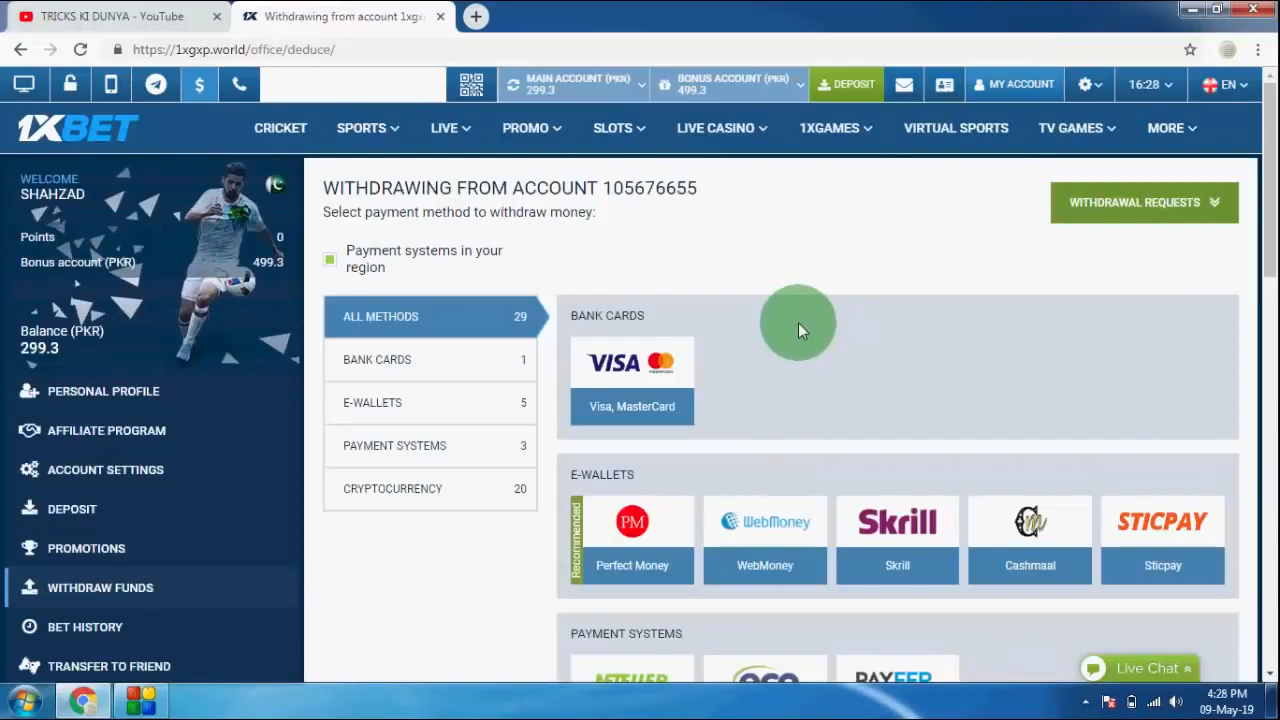 TRICKS KI DUNYA - YouTube
1X Withdrawing from account 1xgxp
https://1xgxp.world/office/deduce/
MAIN ACCOUNT (PKR)
299.3
BONUS ACCOUNT (PKR)
499.3
DEPOSIT
MY ACCOUNT
16:28
EN
1XBET
CRICKET
SPORTS
LIVE
PROMO
SLOTS
LIVE CASINO
1XGAMES
VIRTUAL SPORTS
TV GAMES
MORE
WELCOME
SHAHZAD
Points 0
Bonus account (PKR) 499.3
Balance (PKR)
299.3
PERSONAL PROFILE
AFFILIATE PROGRAM
ACCOUNT SETTINGS
DEPOSIT
PROMOTIONS
WITHDRAW FUNDS
BET HISTORY
TRANSFER TO FRIEND
WITHDRAWING FROM ACCOUNT 105676655
Select payment method to withdraw money:
WITHDRAWAL REQUESTS
Payment systems in your
region
ALL METHODS 29
BANK CARDS 1
E-WALLETS 5
PAYMENT SYSTEMS 3
CRYPTOCURRENCY 20
BANK CARDS
VISA
Visa, MasterCard
E-WALLETS
Recommended
PM
Perfect Money
WebMoney
WebMoney
Skrill
Skrill
Cashmaal
STICPAY
Sticpay
PAYMENT SYSTEMS
NETELLER
eco
PAYEER
Live Chat
4:28 PM
09-May-19